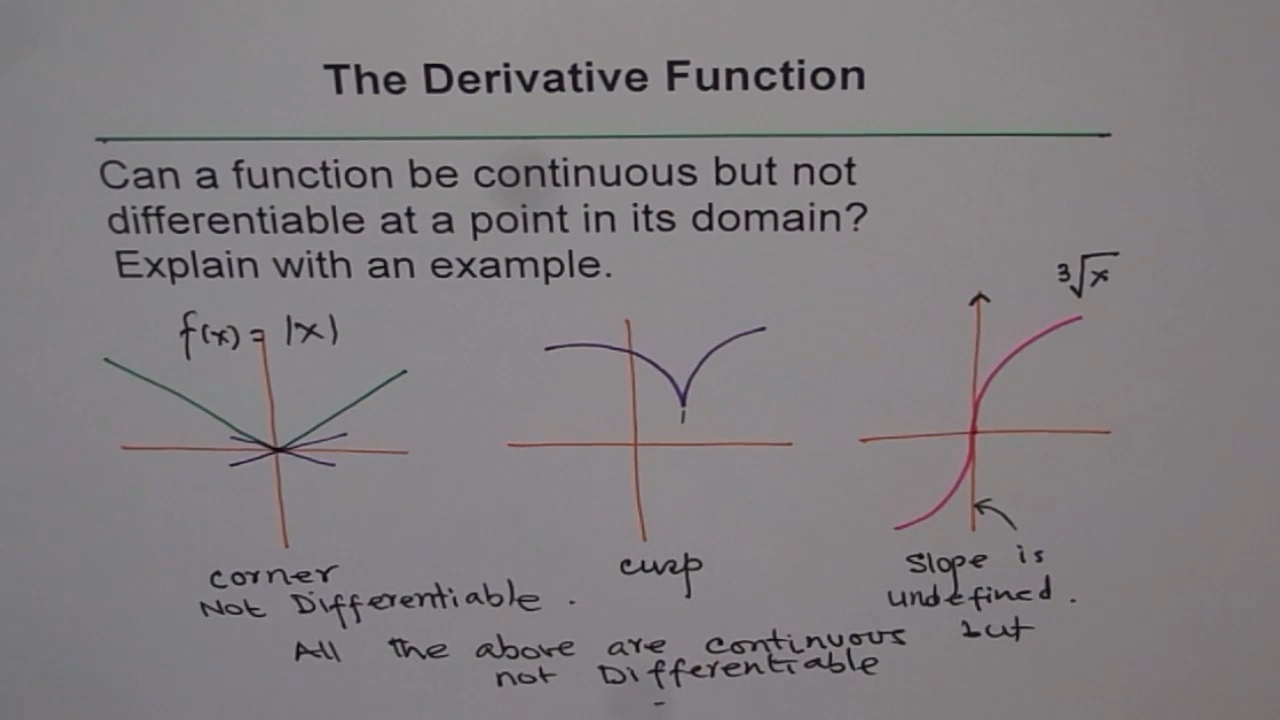 The Derivative Function
Can a function be continuous but not
differentiable at a point in its domain?
Explain with an example.
f(x) = |x|
∛x
corner
Not Differentiable .
cusp
Slope is
undefined .
All the above are continuous but
not Differentiable